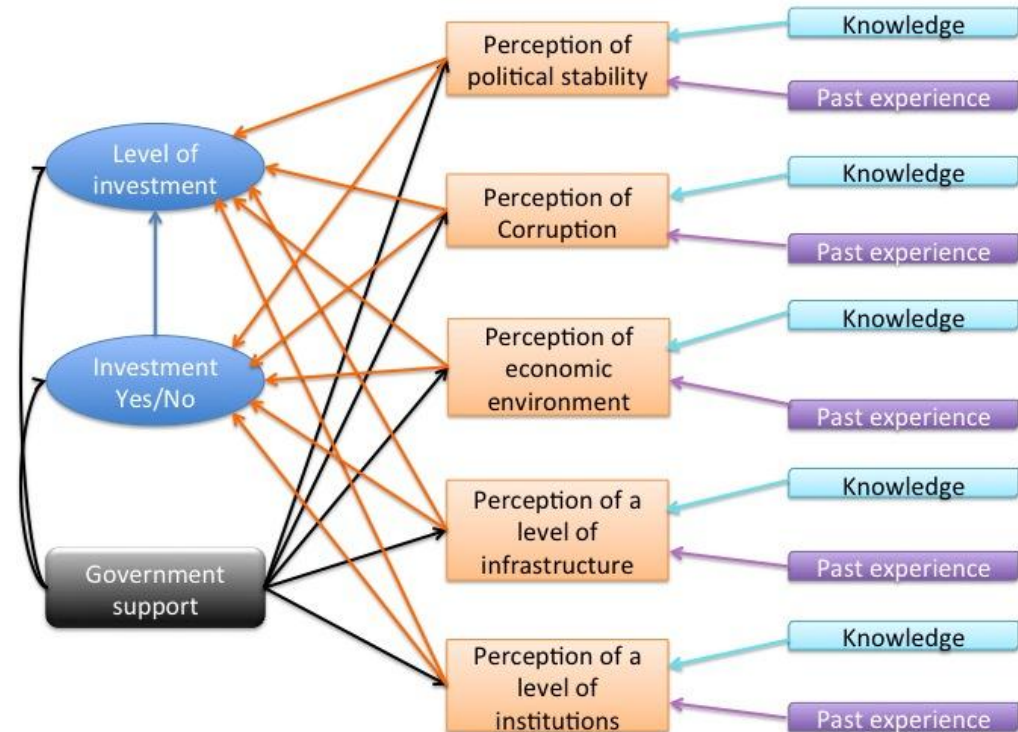 Perception of
political stability
Knowledge
Past experience
Level of
investment
Perception of
Corruption
Knowledge
Past experience
Investment
Yes/No
Perception of
economic
environment
Knowledge
Past experience
Government
support
Perception of a
level of
infrastructure
Knowledge
Past experience
Perception of a
level of
institutions
Knowledge
Past experience